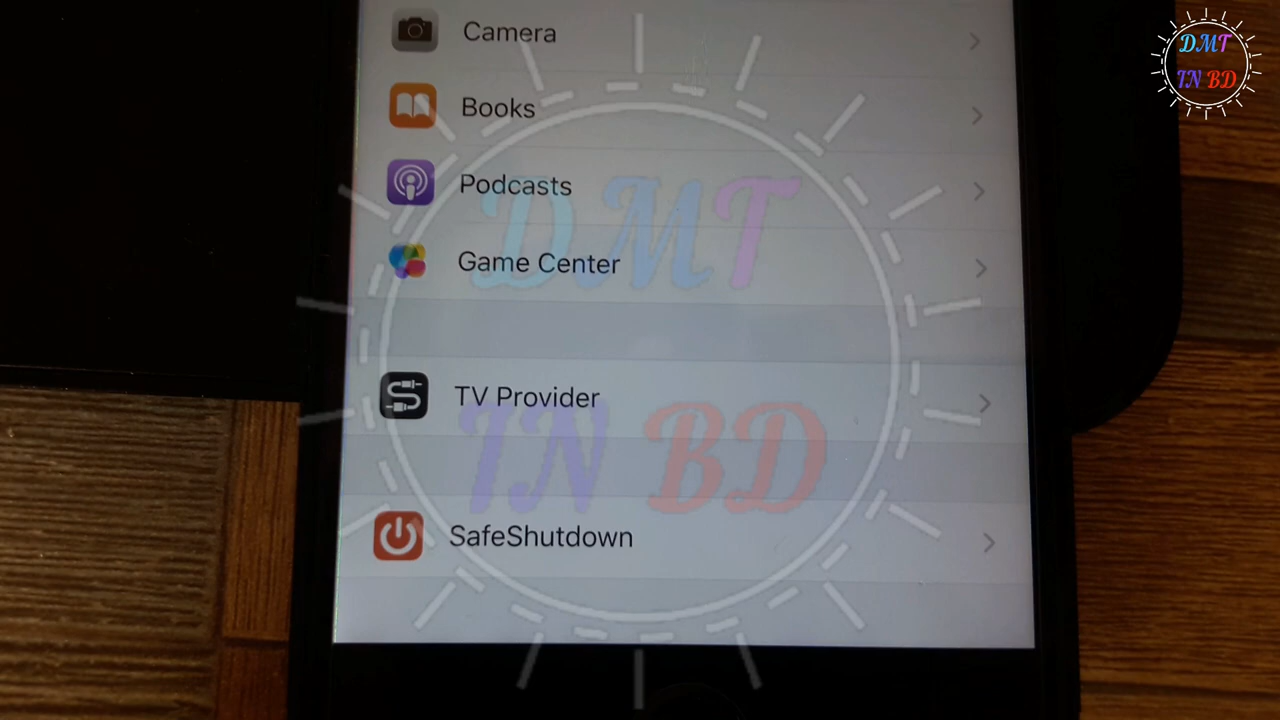 DMT
IN BD
Camera
Books
Podcasts
Game Center
DMT
TV Provider
IN BD
SafeShutdown